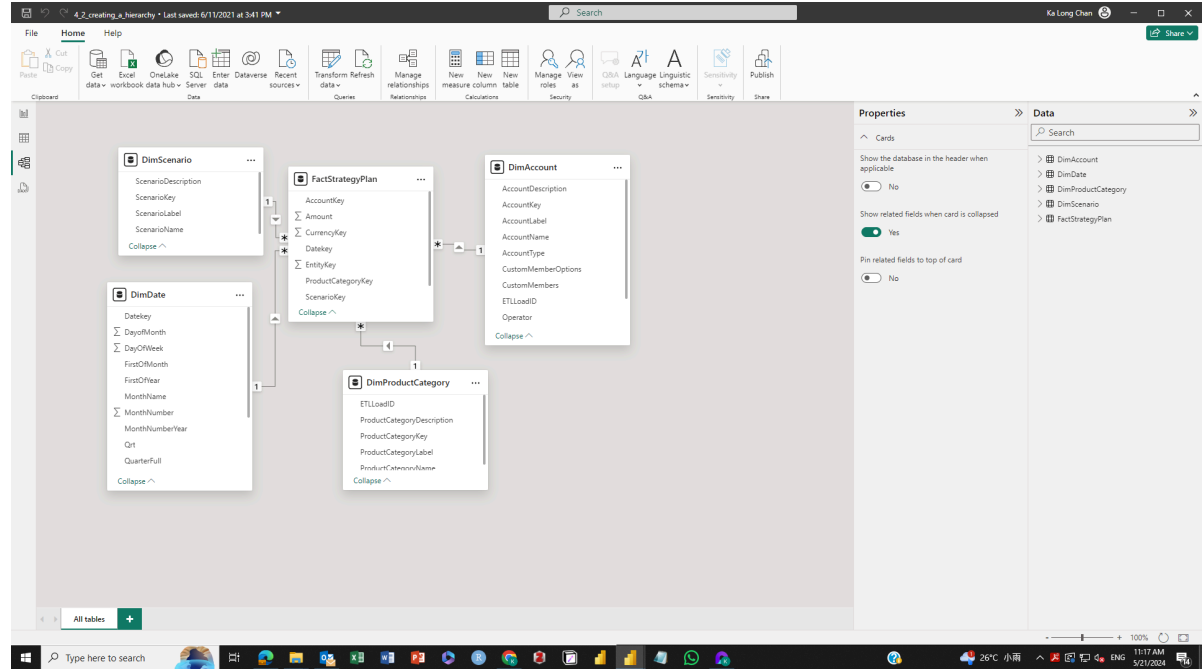 4_2_creating_a_hierarchy • Last saved: 6/11/2021 at 3:41 PM
Search
Ka Long Chan
File Home Help
Share
Paste
Cut
Copy
Clipboard
Get data
Excel workbook
OneLake data hub
SQL Server
Enter data
Dataverse
Recent sources
Data
Transform data
Refresh
Queries
Manage relationships
Relationships
New measure
New column
New table
Calculations
Manage roles
View as
Security
Q&A setup
Language
Linguistic schema
Q&A
Sensitivity
Sensitivity
Publish
Share
DimScenario
ScenarioDescription
ScenarioKey
ScenarioLabel
ScenarioName
Collapse
1
*
FactStrategyPlan
AccountKey
Amount
CurrencyKey
Datekey
EntityKey
ProductCategoryKey
ScenarioKey
Collapse
*
*
1
DimAccount
AccountDescription
AccountKey
AccountLabel
AccountName
AccountType
CustomMemberOptions
CustomMembers
ETLLoadID
Operator
Collapse
DimDate
Datekey
DayofMonth
DayOfWeek
FirstOfMonth
FirstOfYear
MonthName
MonthNumber
MonthNumberYear
Qrt
QuarterFull
Collapse
1
*
1
DimProductCategory
ETLLoadID
ProductCategoryDescription
ProductCategoryKey
ProductCategoryLabel
ProductCategoryName
Collapse
Properties
Cards
Show the database in the header when
applicable
No
Show related fields when card is collapsed
Yes
Pin related fields to top of card
No
Data
Search
DimAccount
DimDate
DimProductCategory
DimScenario
FactStrategyPlan
All tables
+
- + 100%
Type here to search
26°C 小雨
ENG
11:17 AM
5/21/2024